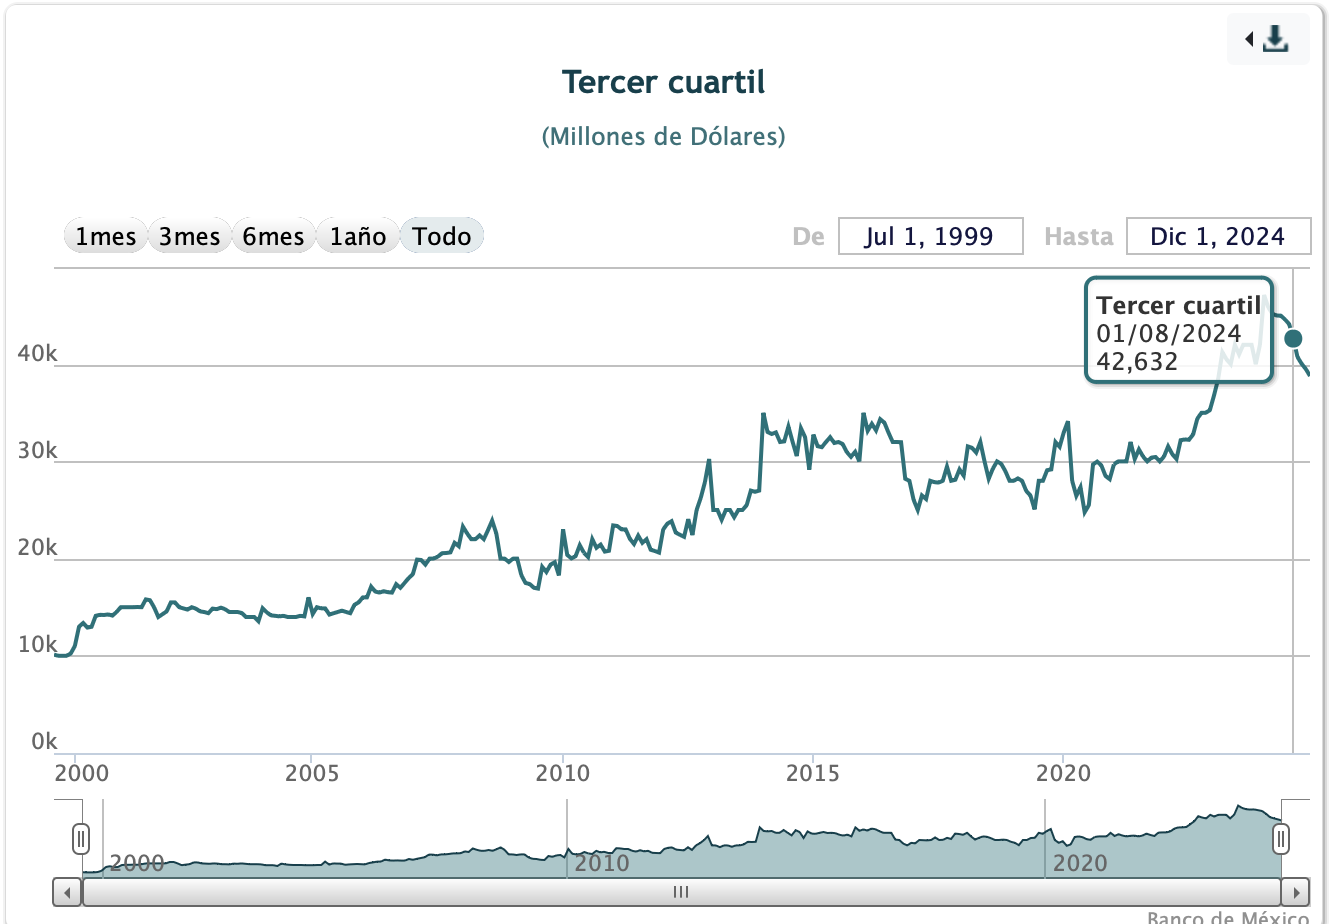 Tercer cuartil
(Millones de Dólares)
1mes 3mes 6mes 1año Todo De Jul 1, 1999 Hasta Dic 1, 2024
Tercer cuartil
01/08/2024
42,632
40k
30k
20k
10k
0k
2000 2005 2010 2015 2020
2000 2010 2020
Banco de México